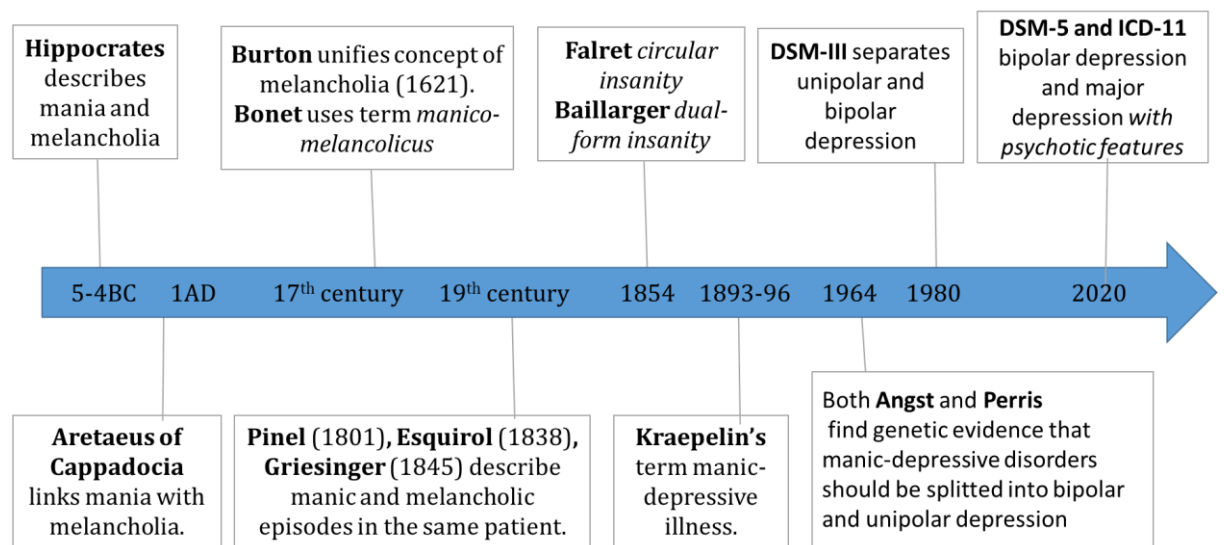 Hippocrates
describes
mania and
melancholia
Burton unifies concept of
melancholia (1621).
Bonet uses term manico-
melancolicus
Falret circular
insanity
Baillarger dual-
form insanity
DSM-III separates
unipolar and
bipolar
depression
DSM-5 and ICD-11
bipolar depression
and major
depression with
psychotic features
5-4BC 1AD 17th century 19th century 1854 1893-96 1964 1980 2020
Aretaeus of
Cappadocia
links mania with
melancholia.
Pinel (1801), Esquirol (1838),
Griesinger (1845) describe
manic and melancholic
episodes in the same patient.
Kraepelin’s
term manic-
depressive
illness.
Both Angst and Perris
find genetic evidence that
manic-depressive disorders
should be splitted into bipolar
and unipolar depression